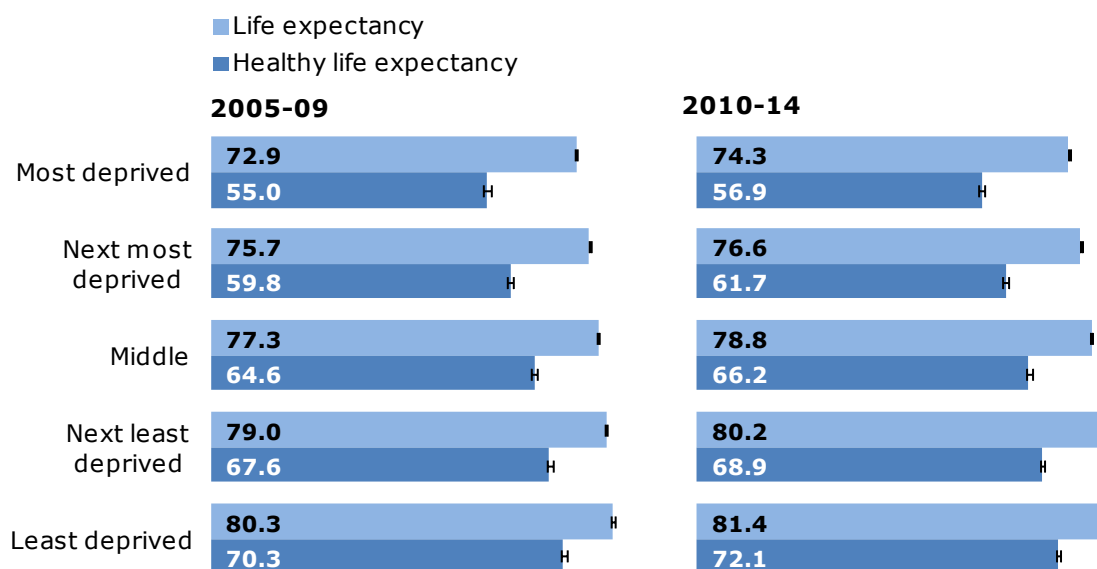 Life expectancy
Healthy life expectancy
2005-09
2010-14
Most deprived
72.9
55.0
74.3
56.9
Next most
deprived
75.7
59.8
76.6
61.7
Middle
77.3
64.6
78.8
66.2
Next least
deprived
79.0
67.6
80.2
68.9
Least deprived
80.3
70.3
81.4
72.1